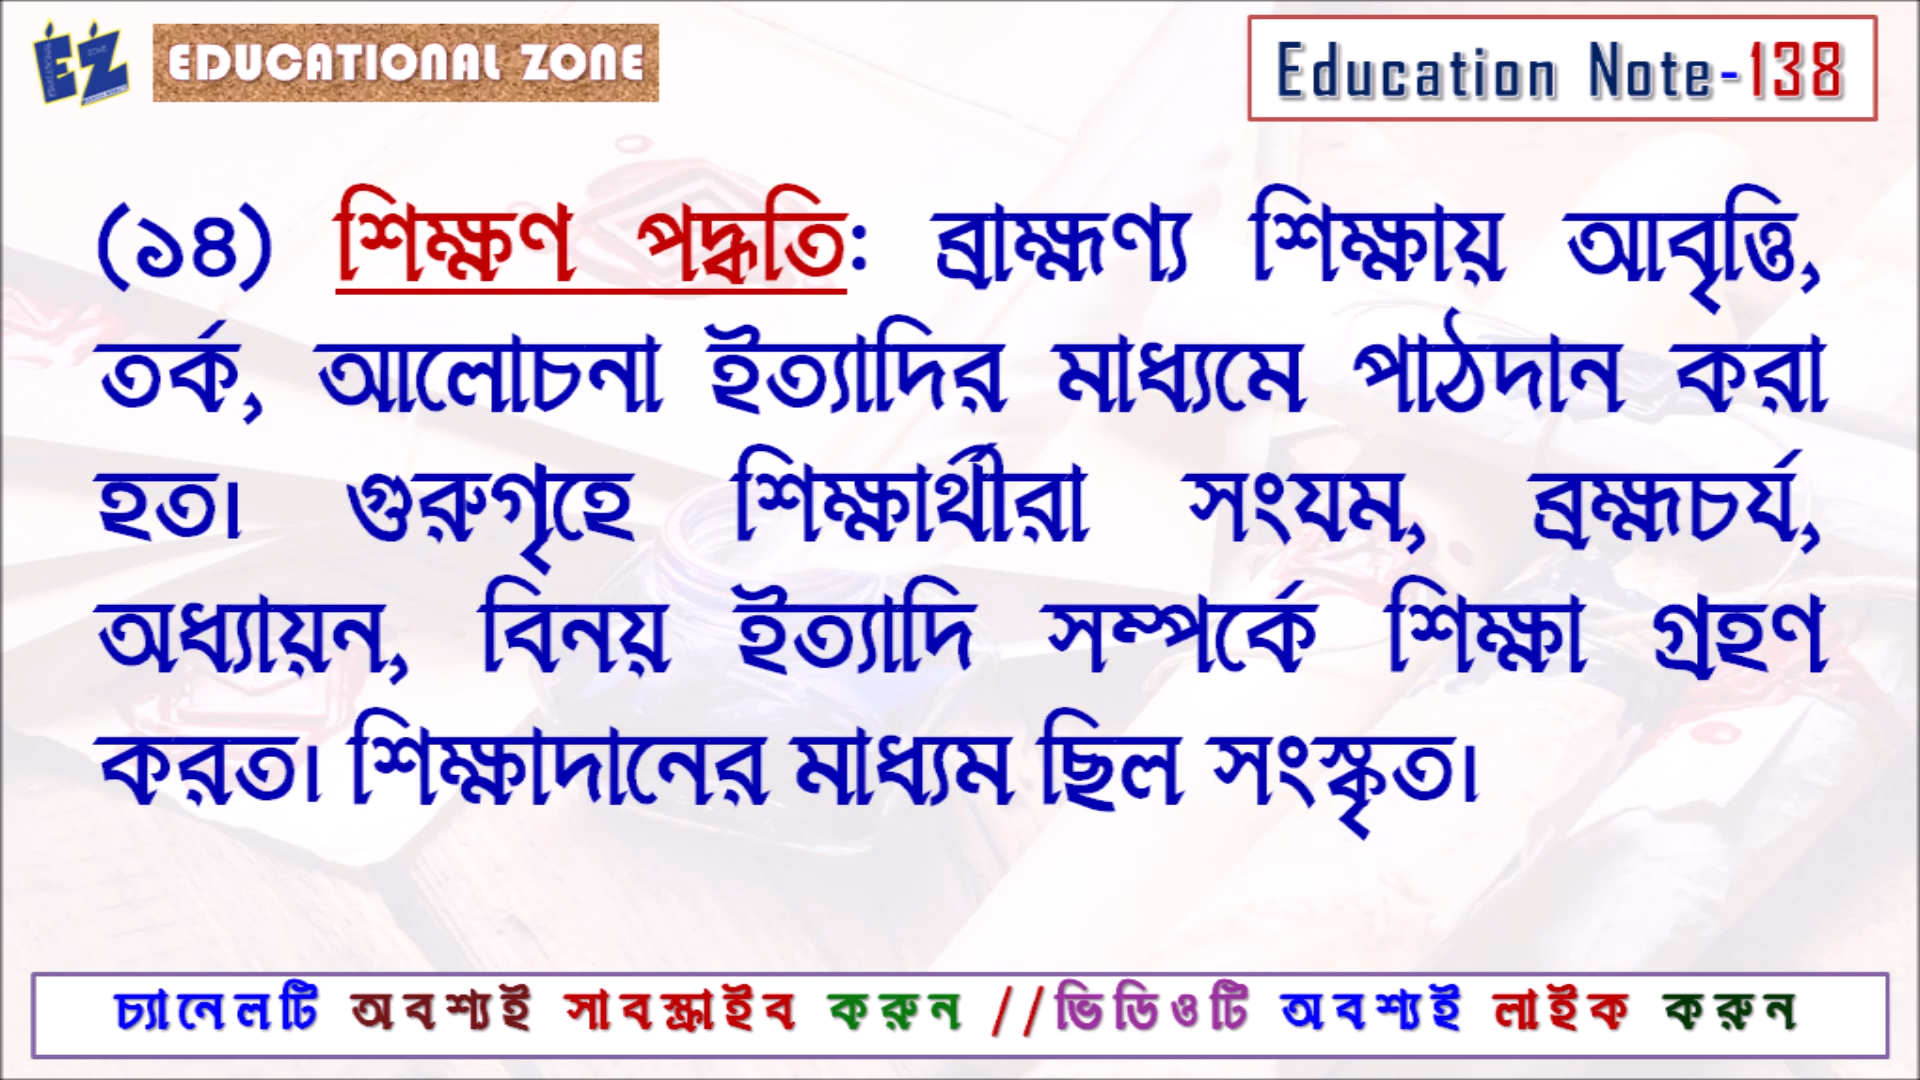 EDUCATIONAL ZONE
Education Note-138
(১৪) শিক্ষণ পদ্ধতি: ব্রাহ্মণ্য শিক্ষায় আবৃত্তি,
তর্ক, আলোচনা ইত্যাদির মাধ্যমে পাঠদান করা
হত। গুরুগৃহে শিক্ষার্থীরা সংযম, ব্রহ্মচর্য,
অধ্যায়ন, বিনয় ইত্যাদি সম্পর্কে শিক্ষা গ্রহণ
করত। শিক্ষাদানের মাধ্যম ছিল সংস্কৃত।
চ্যানেলটি অবশ্যই সাবস্ক্রাইব করুন //ভিডিওটি অবশ্যই লাইক করুন